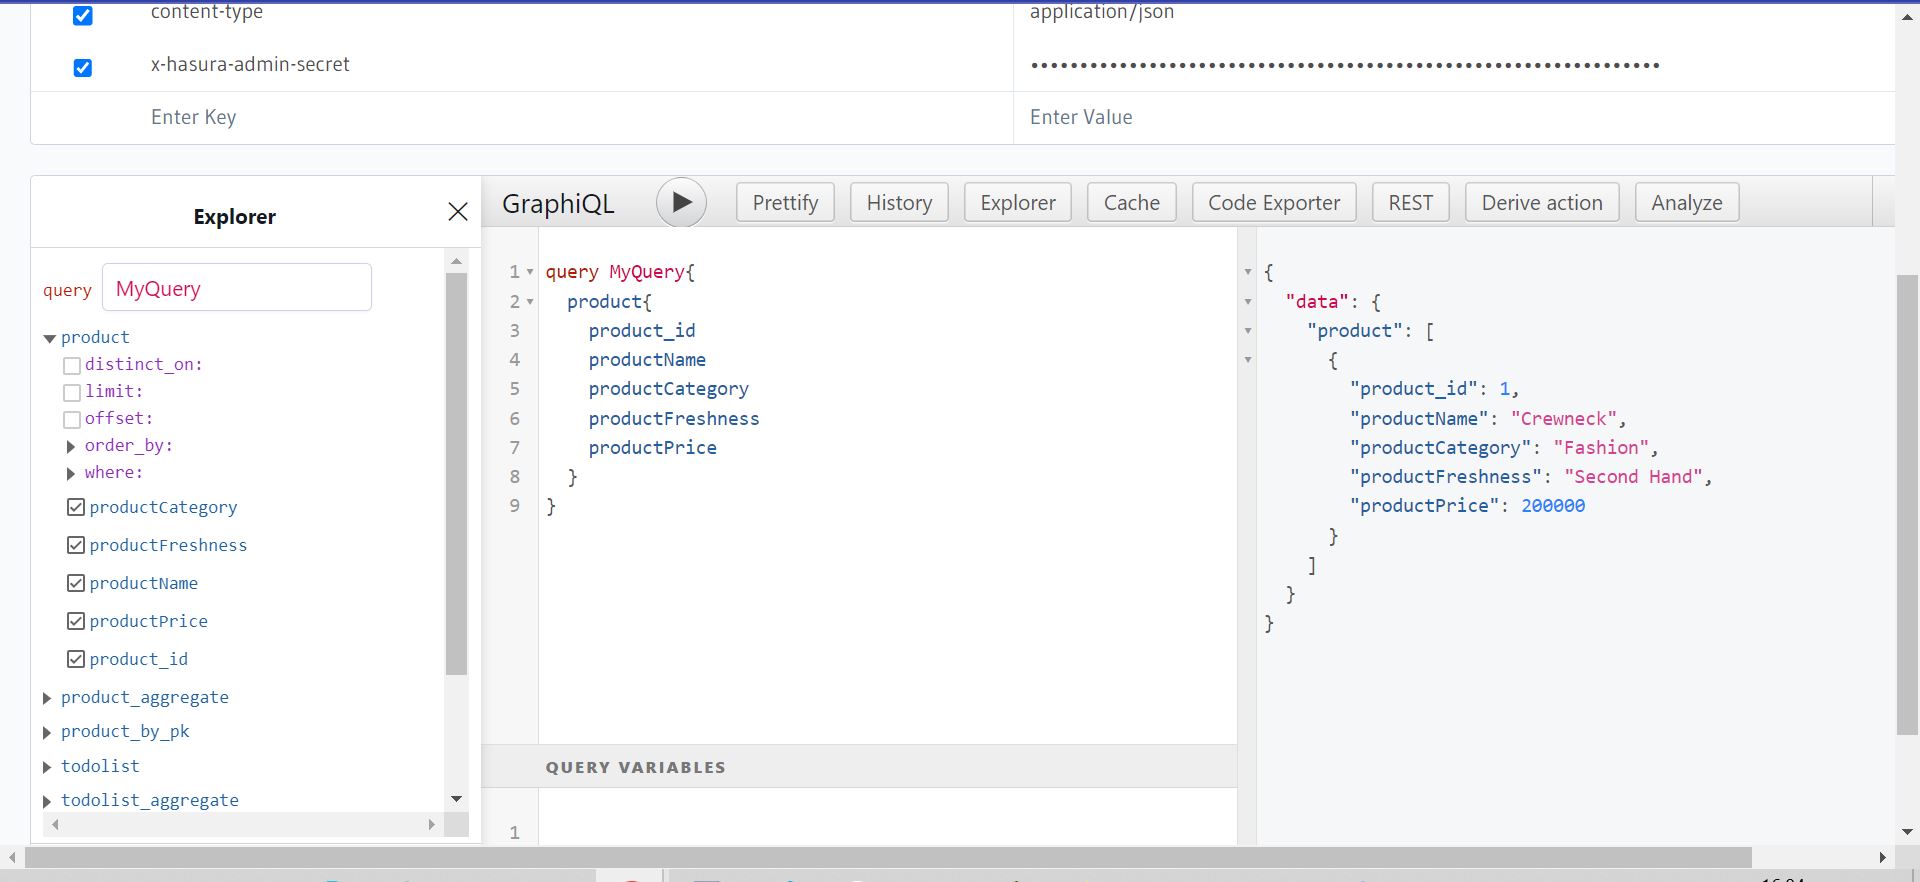 content-type application/json
x-hasura-admin-secret ••••••••••••••••••••••••••••••••••••••••••••••••••••••••••••••••
Enter Key Enter Value
Explorer
GraphiQL Prettify History Explorer Cache Code Exporter REST Derive action Analyze
query MyQuery
product
distinct_on:
limit:
offset:
order_by:
where:
productCategory
productFreshness
productName
productPrice
product_id
product_aggregate
product_by_pk
todolist
todolist_aggregate
1 query MyQuery{
2 product{
3 product_id
4 productName
5 productCategory
6 productFreshness
7 productPrice
8 }
9 }
QUERY VARIABLES
1
{
"data": {
"product": [
{
"product_id": 1,
"productName": "Crewneck",
"productCategory": "Fashion",
"productFreshness": "Second Hand",
"productPrice": 200000
}
]
}
}